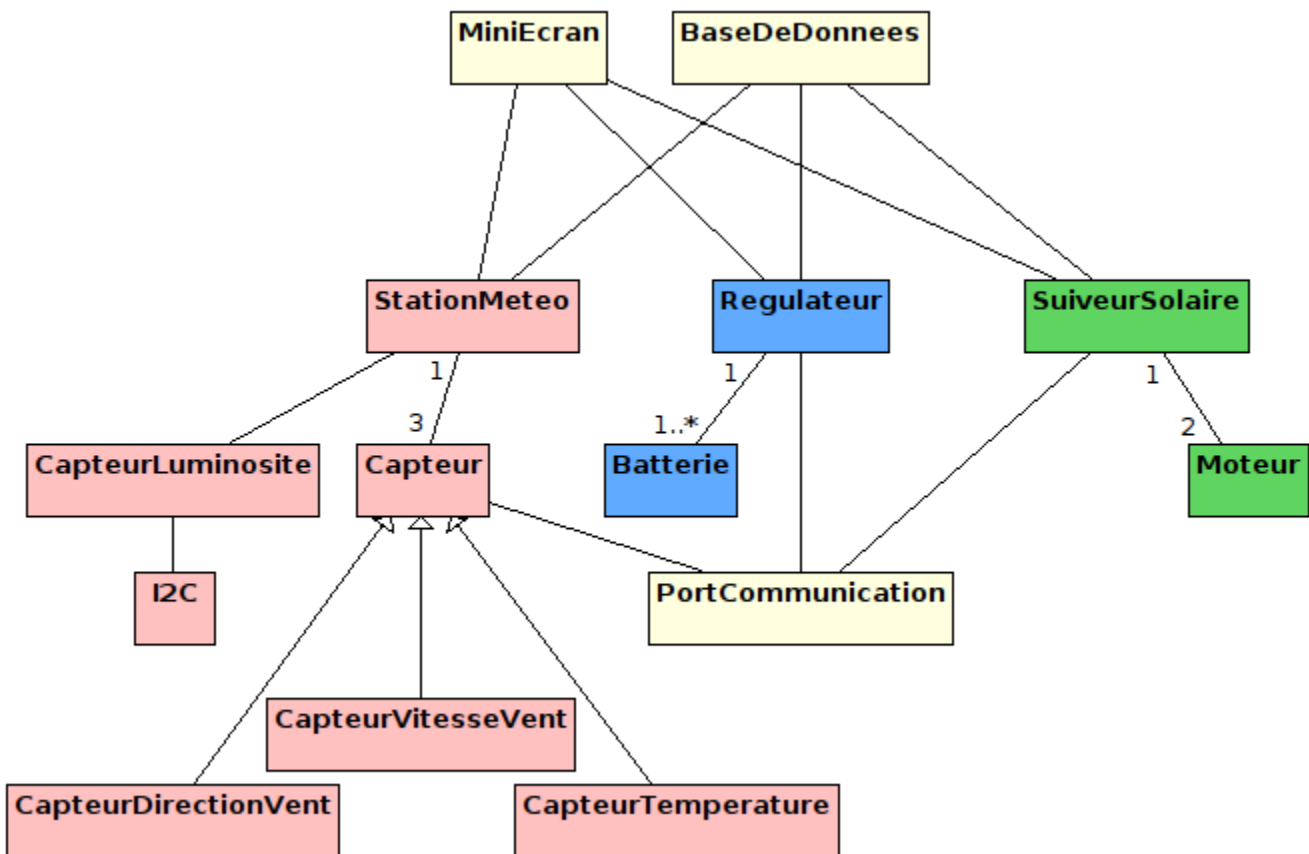 MiniEcran
BaseDeDonnees
StationMeteo
Regulateur
SuiveurSolaire
1
1
1
3
1..*
2
CapteurLuminosite
Capteur
Batterie
Moteur
I2C
PortCommunication
CapteurVitesseVent
CapteurDirectionVent
CapteurTemperature